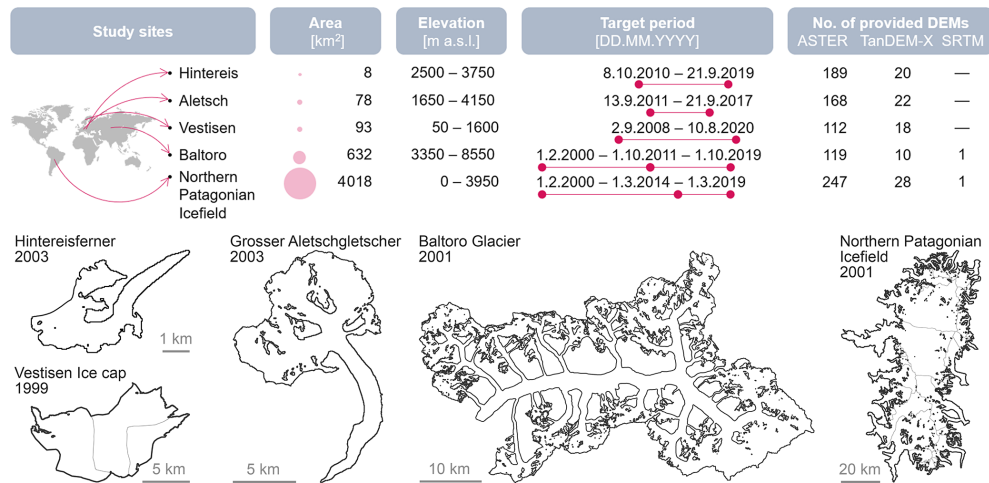 Study sites
Area
[km²]
Elevation
[m a.s.l.]
Target period
[DD.MM.YYYY]
No. of provided DEMs
ASTER TanDEM-X SRTM
Hintereis 8 2500 – 3750 8.10.2010 – 21.9.2019 189 20 —
Aletsch 78 1650 – 4150 13.9.2011 – 21.9.2017 168 22 —
Vestisen 93 50 – 1600 2.9.2008 – 10.8.2020 112 18 —
Baltoro 632 3350 – 8550 1.2.2000 – 1.10.2011 – 1.10.2019 119 10 1
Northern 4018 0 – 3950 1.2.2000 – 1.3.2014 – 1.3.2019 247 28 1
Patagonian
Icefield
Hintereisferner
2003
1 km
Grosser Aletschgletscher
2003
5 km
Baltoro Glacier
2001
10 km
Northern Patagonian
Icefield
2001
20 km
Vestisen Ice cap
1999
5 km